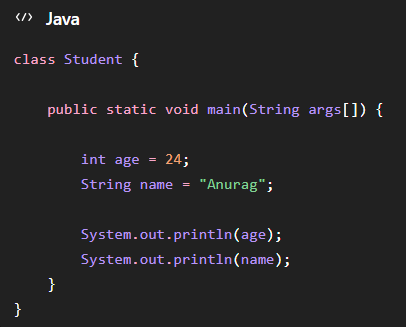 </> Java
class Student {
public static void main(String args[]) {
int age = 24;
String name = "Anurag";
System.out.println(age);
System.out.println(name);
}
}